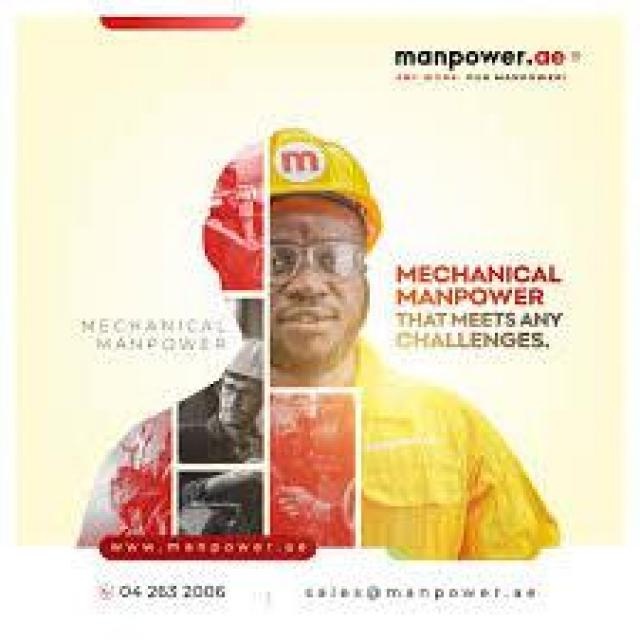 manpower.ae
ANY WORK. OUR MANPOWER!
m
MECHANICAL
MANPOWER
THAT MEETS ANY
CHALLENGES.
MECHANICAL
MANPOWER
www.manpower.ae
04 263 2006
sales@manpower.ae